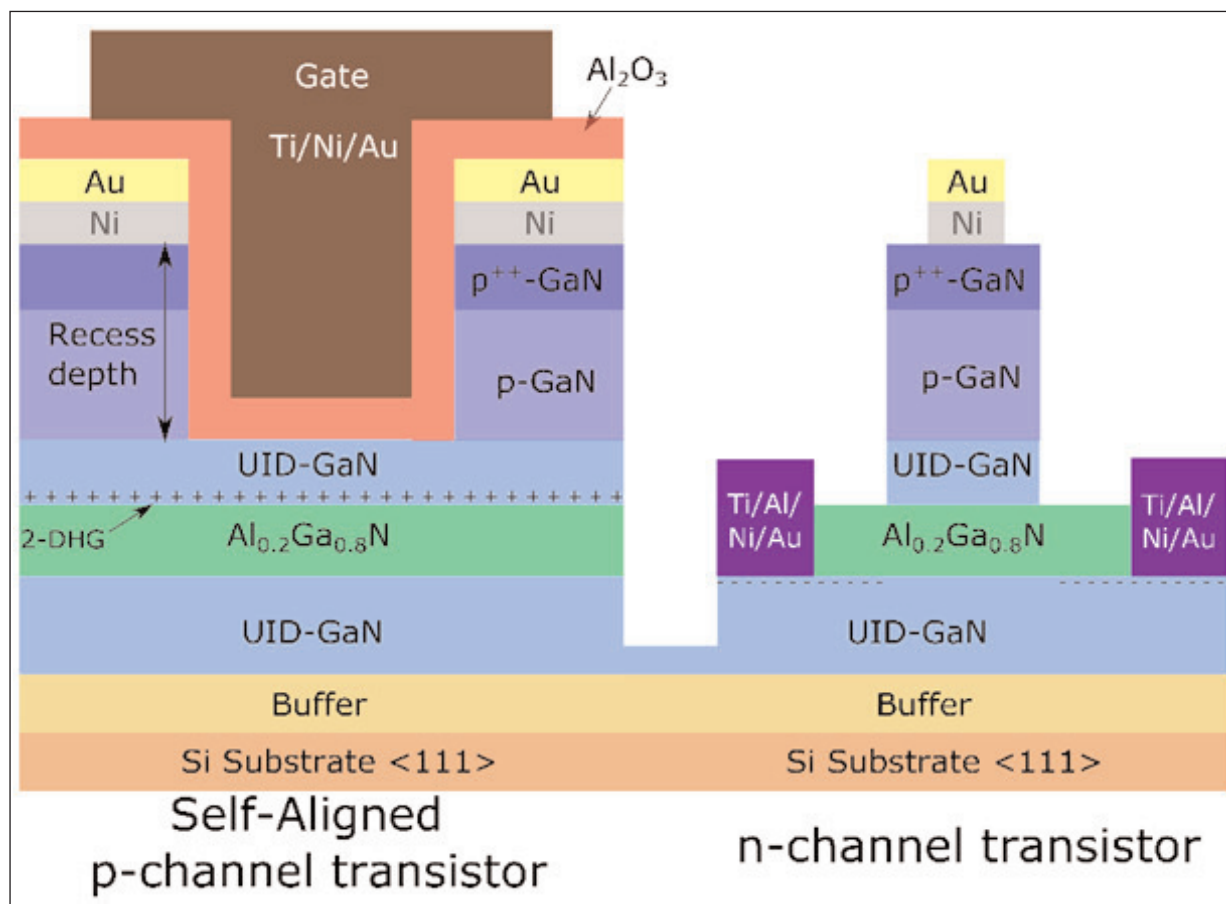 Gate
Al₂O₃
Ti/Ni/Au
Au
Au
Au
Ni
Ni
Ni
p⁺⁺-GaN
p⁺⁺-GaN
Recess
depth
p-GaN
p-GaN
UID-GaN
UID-GaN
+ + + + + + + + + + + + + + + + + + + + + + + + + + + + +
Ti/Al/
Ni/Au
Ti/Al/
Ni/Au
2-DHG
Al₀.₂Ga₀.₈N
Al₀.₂Ga₀.₈N
UID-GaN
UID-GaN
Buffer
Buffer
Si Substrate <111>
Si Substrate <111>
Self-Aligned
p-channel transistor
n-channel transistor